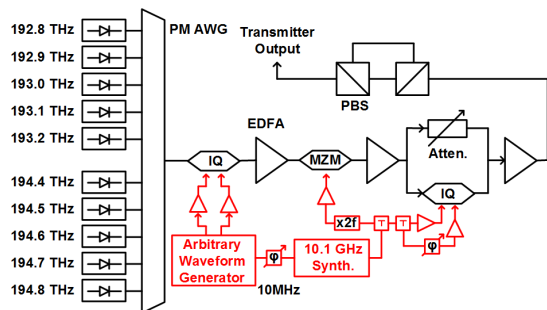 192.8 THz
192.9 THz
193.0 THz
193.1 THz
193.2 THz
194.4 THz
194.5 THz
194.6 THz
194.7 THz
194.8 THz
PM AWG
Transmitter
Output
PBS
EDFA
IQ
MZM
Atten.
IQ
x2f
T
T
φ
Arbitrary
Waveform
Generator
φ
10.1 GHz
Synth.
10MHz